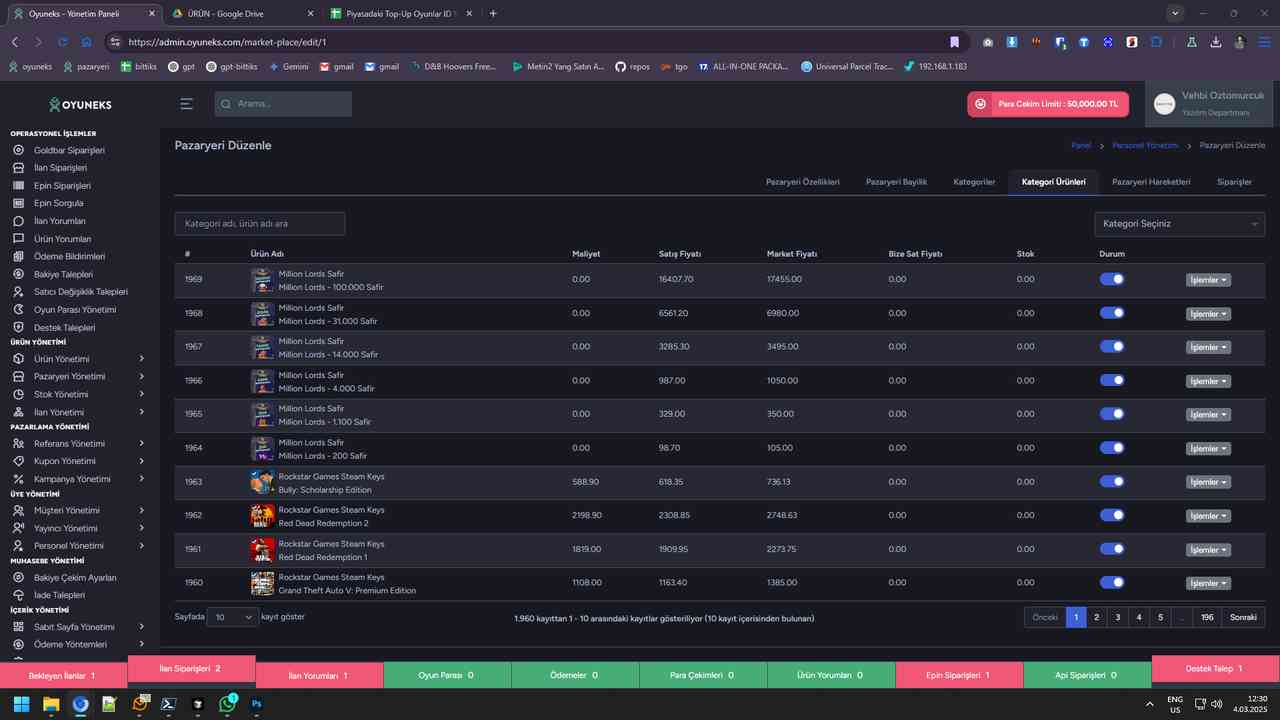 Oyuneks - Yönetim Paneli
ÜRÜN - Google Drive
Piyasadaki Top-Up Oyunlar ID Y
https://admin.oyuneks.com/market-place/edit/1
oyuneks
pazaryeri
bittiks
gpt
gpt-bittiks
Gemini
gmail
gmail
D&B Hoovers Free...
Metin2 Yang Satın A...
repos
tgo
ALL-IN-ONE PACKA...
Universal Parcel Trac...
192.168.1.183
OYUNEKS
Arama...
Para Cekim Limiti : 50,000.00 TL
Vehbi Oztomurcuk
Yazılım Departmanı
OPERASYONEL İŞLEMLER
Goldbar Siparişleri
İlan Siparişleri
Epin Siparişleri
Epin Sorgula
İlan Yorumları
Ürün Yorumları
Ödeme Bildirimleri
Bakiye Talepleri
Satıcı Değişiklik Talepleri
Oyun Parası Yönetimi
Destek Talepleri
ÜRÜN YÖNETİMİ
Ürün Yönetimi
Pazaryeri Yönetimi
Stok Yönetimi
İlan Yönetimi
PAZARLAMA YÖNETİMİ
Referans Yönetimi
Kupon Yönetimi
Kampanya Yönetimi
ÜYE YÖNETİMİ
Müşteri Yönetimi
Yayıncı Yönetimi
Personel Yönetimi
MUHASEBE YÖNETİMİ
Bakiye Çekim Ayarları
İade Talepleri
İÇERİK YÖNETİMİ
Sabit Sayfa Yönetimi
Ödeme Yöntemleri
Pazaryeri Düzenle
Panel > Personel Yönetimi > Pazaryeri Düzenle
Pazaryeri Özellikleri
Pazaryeri Bayilik
Kategoriler
Kategori Ürünleri
Pazaryeri Hareketleri
Siparişler
Kategori adı, ürün adı ara
Kategori Seçiniz
# Ürün Adı Maliyet Satış Fiyatı Market Fiyatı Bize Sat Fiyatı Stok Durum
1969 Million Lords Safir
Million Lords - 100.000 Safir 0.00 16407.70 17455.00 0.00 0.00 İşlemler
1968 Million Lords Safir
Million Lords - 31.000 Safir 0.00 6561.20 6980.00 0.00 0.00 İşlemler
1967 Million Lords Safir
Million Lords - 14.000 Safir 0.00 3285.30 3495.00 0.00 0.00 İşlemler
1966 Million Lords Safir
Million Lords - 4.000 Safir 0.00 987.00 1050.00 0.00 0.00 İşlemler
1965 Million Lords Safir
Million Lords - 1.100 Safir 0.00 329.00 350.00 0.00 0.00 İşlemler
1964 Million Lords Safir
Million Lords - 200 Safir 0.00 98.70 105.00 0.00 0.00 İşlemler
1963 Rockstar Games Steam Keys
Bully: Scholarship Edition 588.90 618.35 736.13 0.00 0.00 İşlemler
1962 Rockstar Games Steam Keys
Red Dead Redemption 2 2198.90 2308.85 2748.63 0.00 0.00 İşlemler
1961 Rockstar Games Steam Keys
Red Dead Redemption 1 1819.00 1909.95 2273.75 0.00 0.00 İşlemler
1960 Rockstar Games Steam Keys
Grand Theft Auto V: Premium Edition 1108.00 1163.40 1385.00 0.00 0.00 İşlemler
Sayfada 10 kayıt göster
1.960 kayıttan 1 - 10 arasındaki kayıtlar gösteriliyor (10 kayıt içerisinden bulunan)
Önceki 1 2 3 4 5 ... 196 Sonraki
Bekleyen İlanlar 1
İlan Siparişleri 2
İlan Yorumları 1
Oyun Parası 0
Ödemeler 0
Para Çekimleri 0
Ürün Yorumları 0
Epin Siparişleri 1
Api Siparişleri 0
Destek Talep 1
ENG
US
12:30
4.03.2025